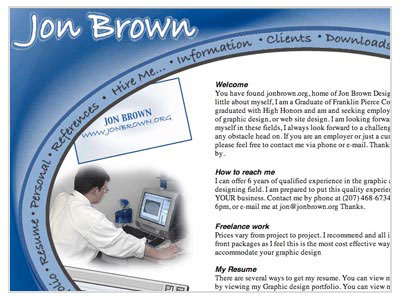 Jon Brown
Portfolio • Resume • Personal • References • Hire Me... • Information • Clients • Downloads
JON BROWN
WWW.JONBROWN.ORG
Welcome
You have found jonbrown.org, home of Jon Brown Desig
little about myself, I am a Graduate of Franklin Pierce Co
graduated with High Honors and am and seeking employ
of graphic design, or web site design. I am looking forwar
myself in these fields, I always look forward to a challeng
any obstacle head on. If you are an employer, or just a cu
please feel free to contact me via phone or e-mail. Thank
by.
How to reach me
I can offer 6 years of qualified experience in the graphic a
designing field. I am prepared to put this quality experien
YOUR business. Contact me by phone at (207) 468-6734
6pm, or e-mail at jon@jonbrown.org Thanks.
Freelance work
Prices vary from project to project. I recommend and all i
front packages as I feel this is the most cost effective way
accommodate your graphic design
My Resume
There are several ways to get my resume. You can view m
by viewing my Graphic design portfolio. You can view